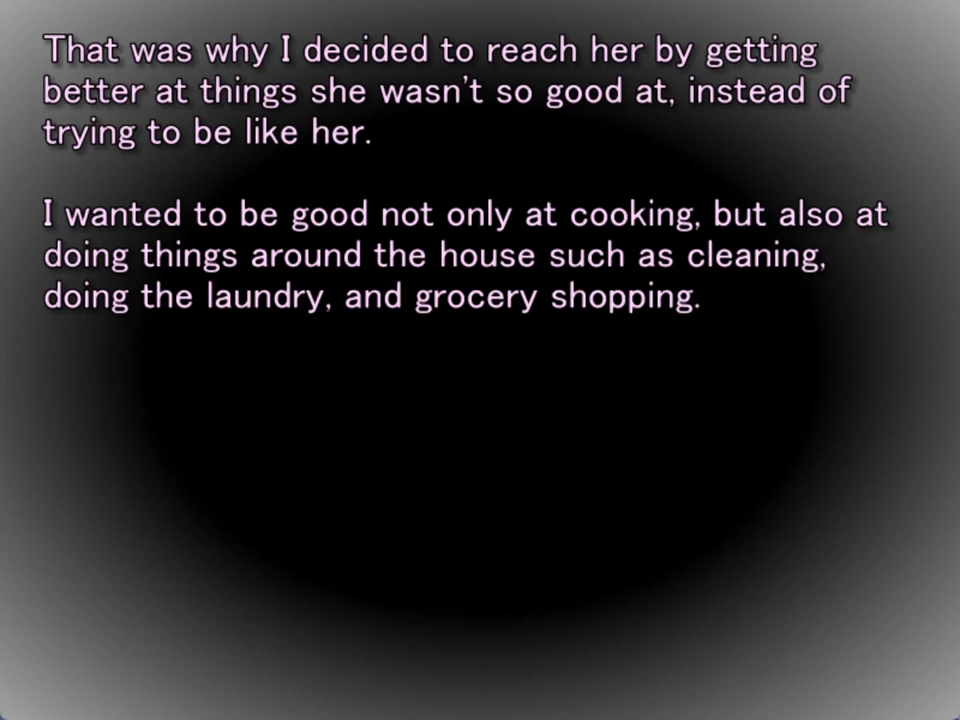 That was why I decided to reach her by getting
better at things she wasn't so good at, instead of
trying to be like her.
I wanted to be good not only at cooking, but also at
doing things around the house such as cleaning,
doing the laundry, and grocery shopping.